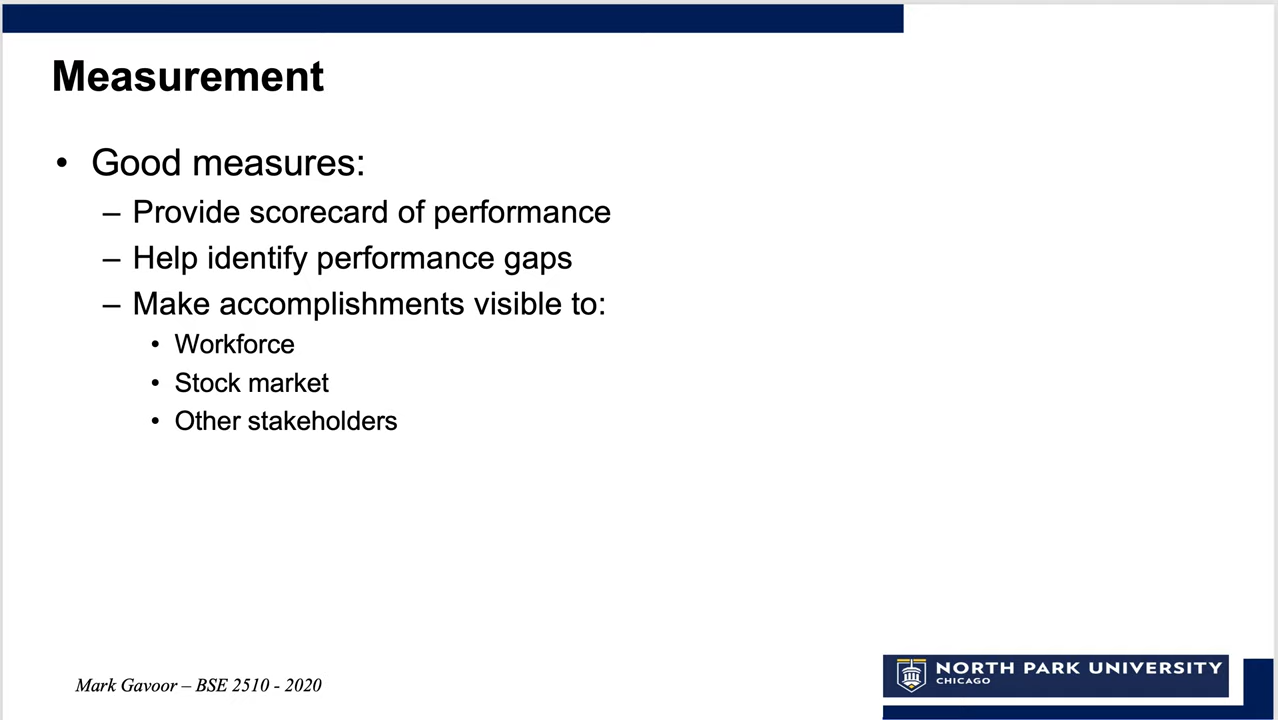 Measurement
• Good measures:
– Provide scorecard of performance
– Help identify performance gaps
– Make accomplishments visible to:
• Workforce
• Stock market
• Other stakeholders
Mark Gavoor – BSE 2510 - 2020
NORTH PARK UNIVERSITY
CHICAGO